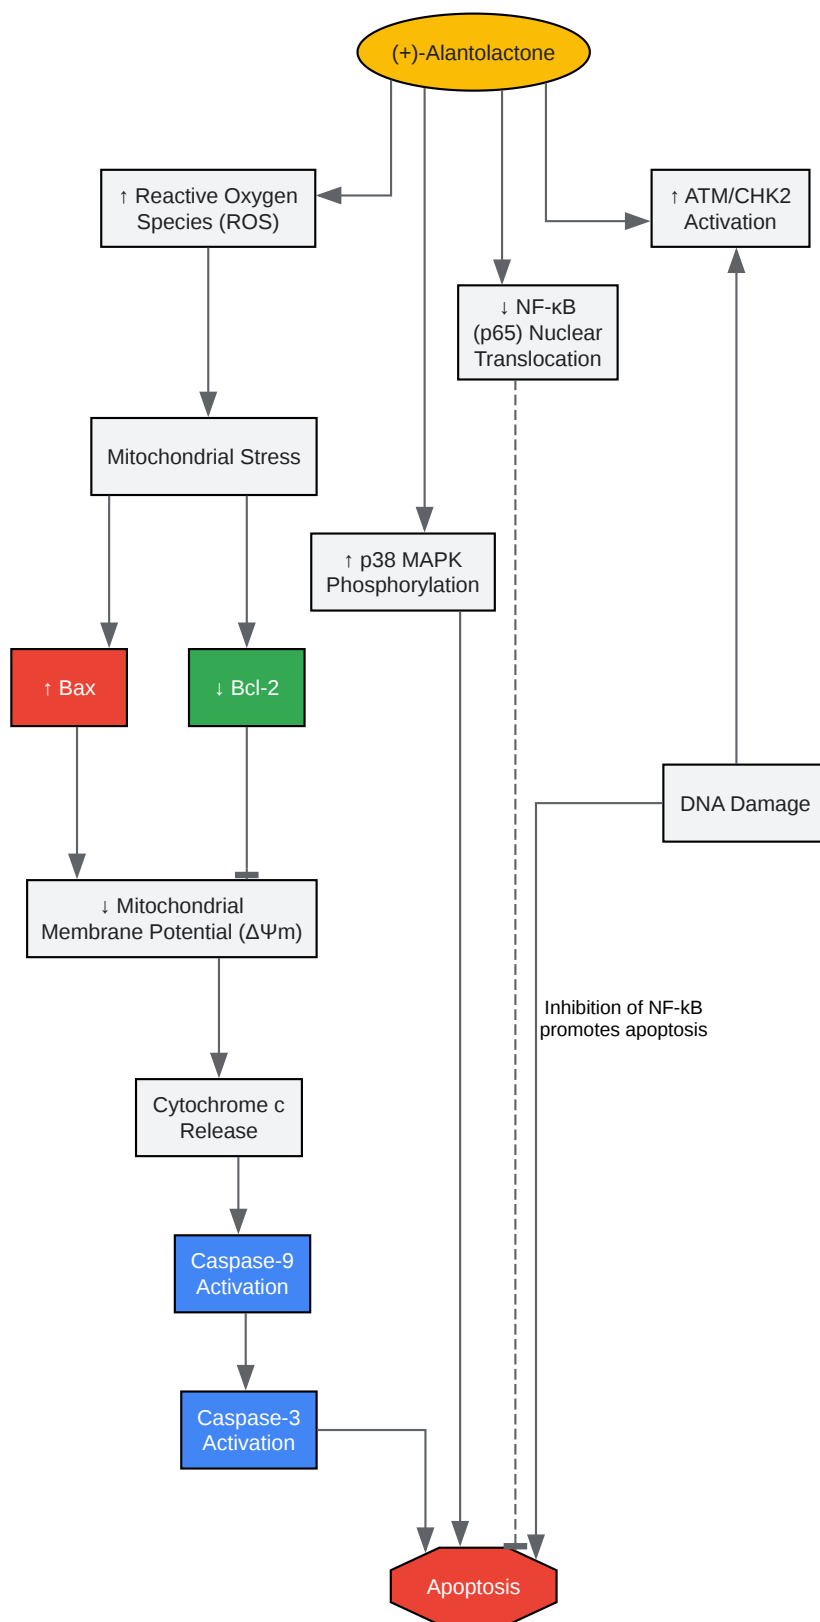 (+)-Alantolactone
↑ Reactive Oxygen
Species (ROS)
↑ ATM/CHK2
Activation
↓ NF-κB
(p65) Nuclear
Translocation
Mitochondrial Stress
↑ p38 MAPK
Phosphorylation
↑ Bax
↓ Bcl-2
DNA Damage
↓ Mitochondrial
Membrane Potential (ΔΨm)
Inhibition of NF-kB
promotes apoptosis
Cytochrome c
Release
Caspase-9
Activation
Caspase-3
Activation
Apoptosis